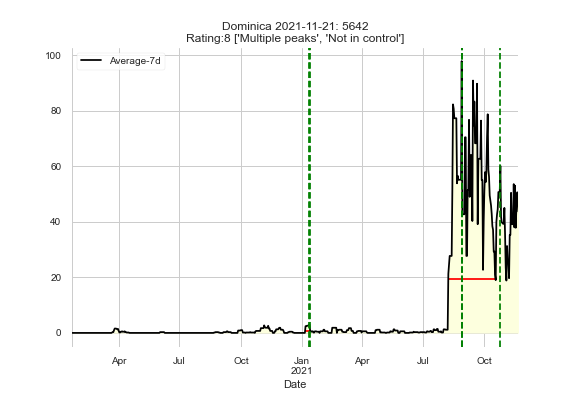 Dominica 2021-11-21: 5642
Rating:8 ['Multiple peaks', 'Not in control']
100
80
60
40
20
0
Average-7d
Apr
Jul
Oct
Jan
2021
Apr
Jul
Oct
Date